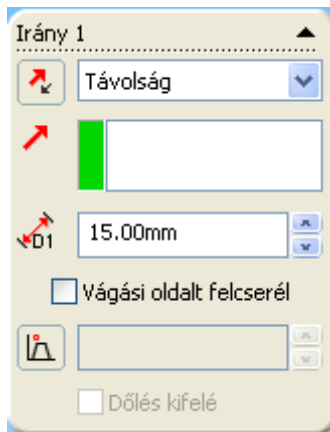 Irány 1
Távolság
D1
15.00mm
Vágási oldalt felcserél
Dőlés kifelé